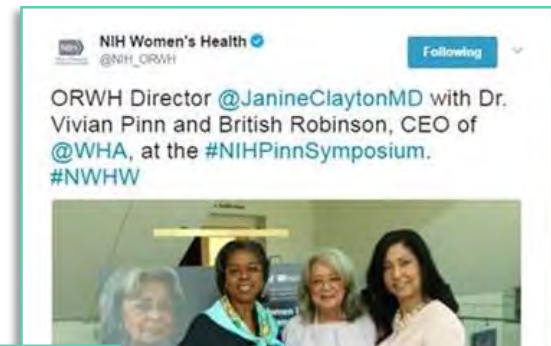 NIH Women's Health
@NIH_ORWH
Following
ORWH Director @JanineClaytonMD with Dr.
Vivian Pinn and British Robinson, CEO of
@WHA, at the #NIHPinnSymposium.
#NWHW